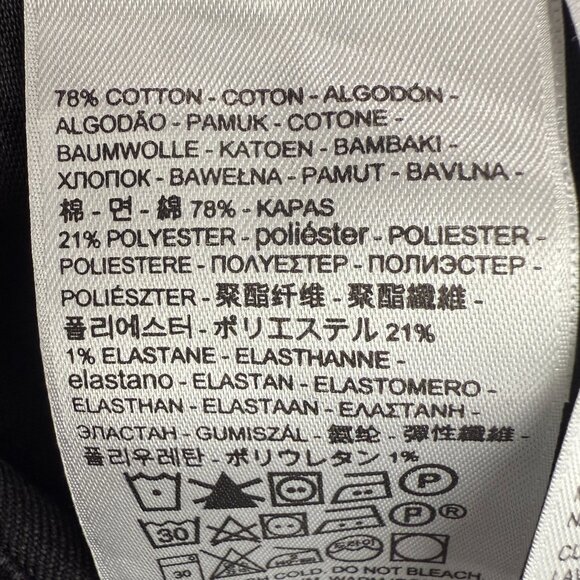 78% COTTON - COTON - ALGODÓN -
ALGODÃO - PAMUK - COTONE -
BAUMWOLLE - KATOEN - BAMBAKI -
ХЛОПОК - BAWEŁNA - PAMUT - BAVLNA -
棉 - 면 - 綿 78% - KAPAS
21% POLYESTER - poliéster - POLIESTER -
POLIESTERE - ΠΟΛΥΕΣΤΕΡ - ПОЛИЭСТЕР -
POLIÉSZTER - 聚酯纤维 - 聚酯纖維 -
폴리에스터 - ポリエステル 21%
1% ELASTANE - ELASTHANNE -
elastano - ELASTAN - ELASTOMERO -
ELASTHAN - ELASTAAN - ΕΛΑΣΤΑΝΗ -
ЭЛАСТАН - GUMISZÁL - 氨纶 - 彈性纖維 -
폴리우레탄 - ポリウレタン 1%
P
30 P P®
30
COLD. DO NOT BLEACH